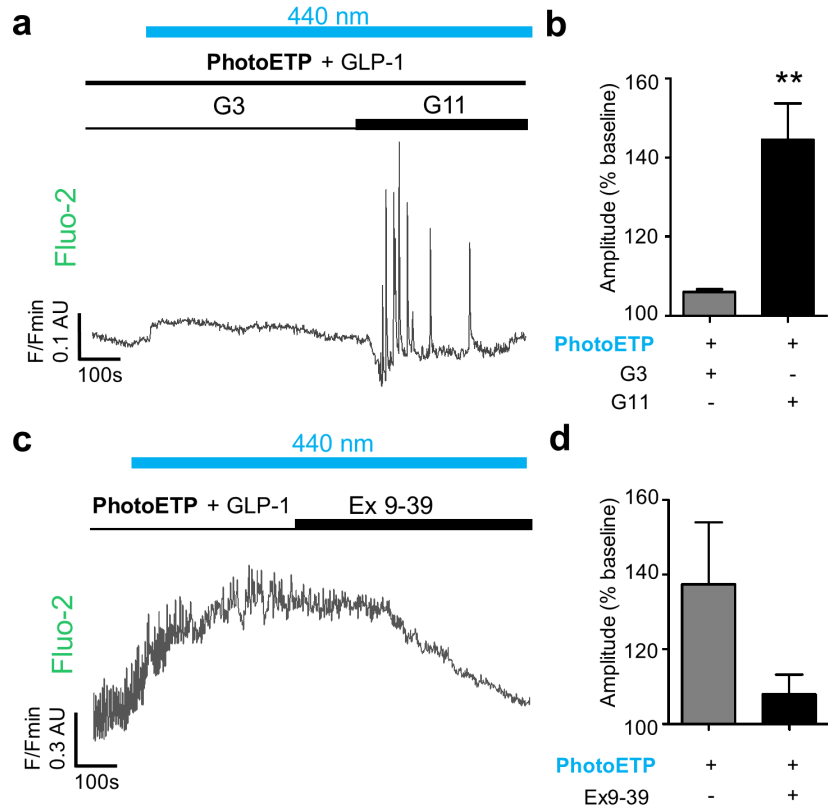 a
440 nm
PhotoETP + GLP-1
G3 G11
Fluo-2
F/Fmin
0.1 AU
100s
b
Amplitude (% baseline)
160
140
120
100
**
PhotoETP + +
G3 + -
G11 - +
c
440 nm
PhotoETP + GLP-1 Ex 9-39
Fluo-2
F/Fmin
0.3 AU
100s
d
Amplitude (% baseline)
160
140
120
100
PhotoETP + +
Ex9-39 - +